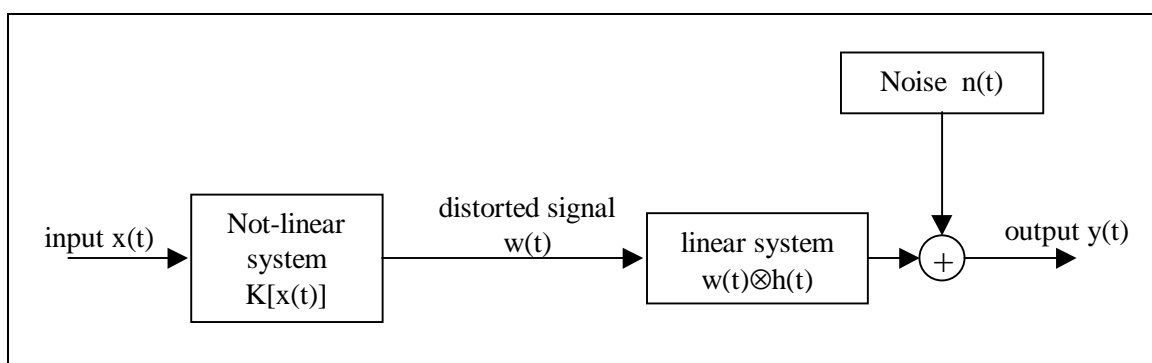 Noise n(t)
input x(t)
Not-linear
system
K[x(t)]
distorted signal
w(t)
linear system
w(t)⊗h(t)
+
output y(t)